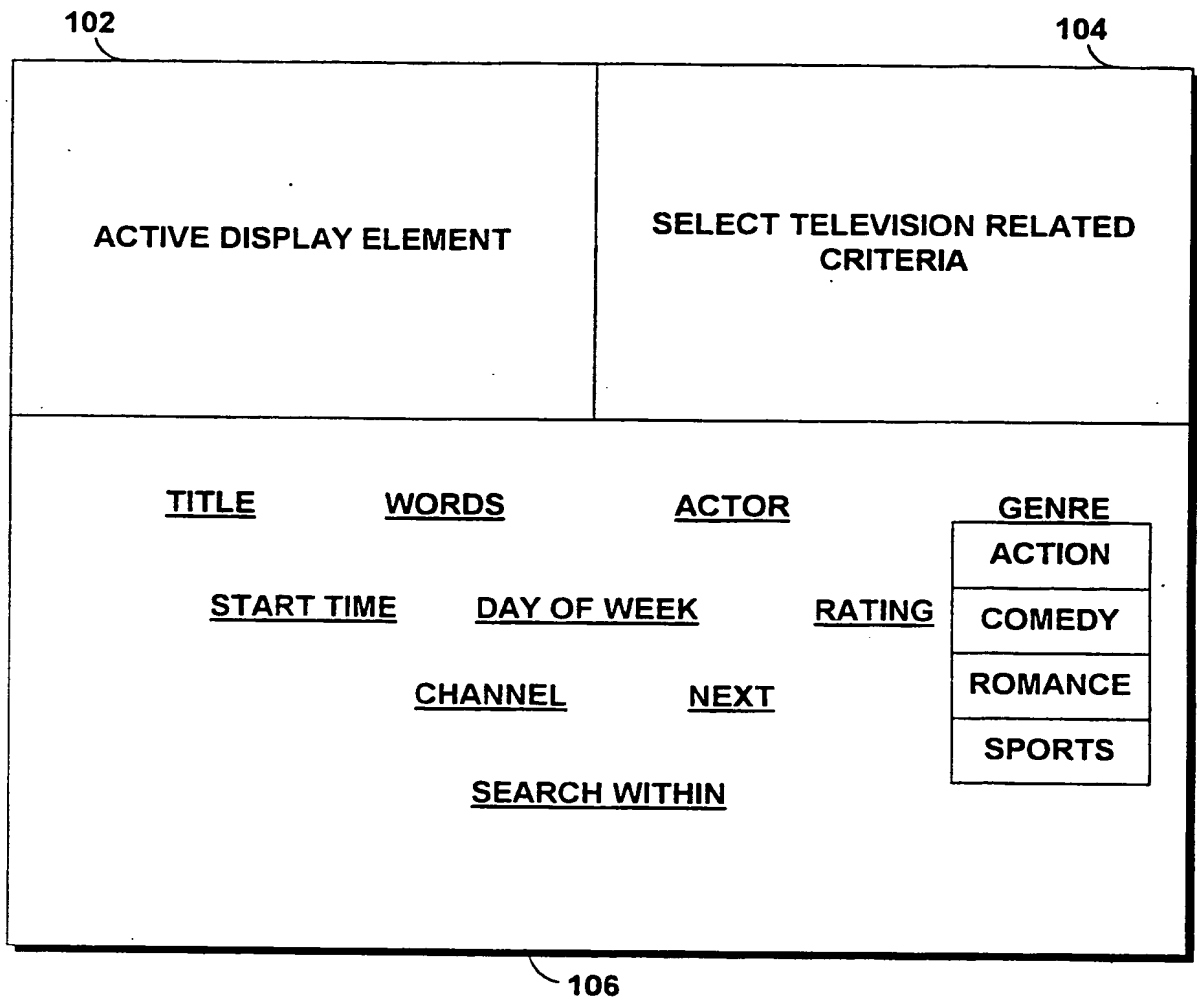 102
104
ACTIVE DISPLAY ELEMENT
SELECT TELEVISION RELATED
CRITERIA
TITLE WORDS ACTOR GENRE
ACTION
START TIME DAY OF WEEK RATING COMEDY
CHANNEL NEXT ROMANCE
SPORTS
SEARCH WITHIN
106